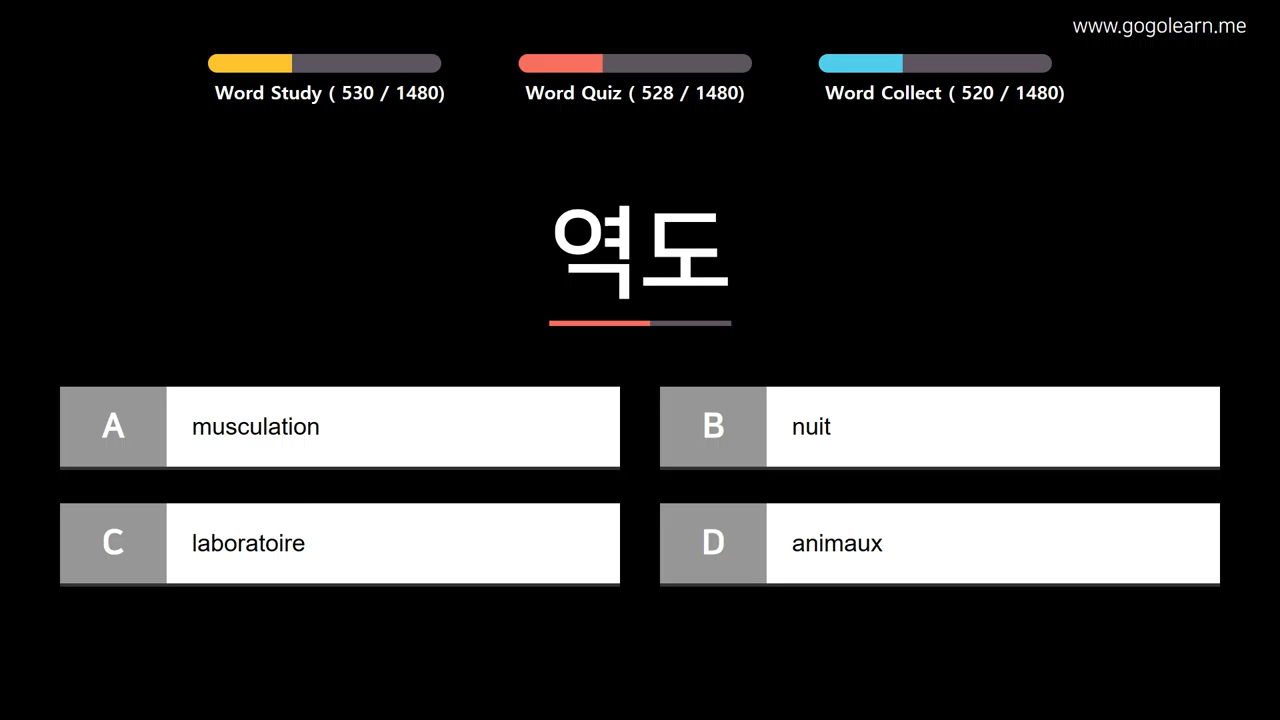 www.gogolearn.me
Word Study ( 530 / 1480)
Word Quiz ( 528 / 1480)
Word Collect ( 520 / 1480)
역도
A musculation
B nuit
C laboratoire
D animaux